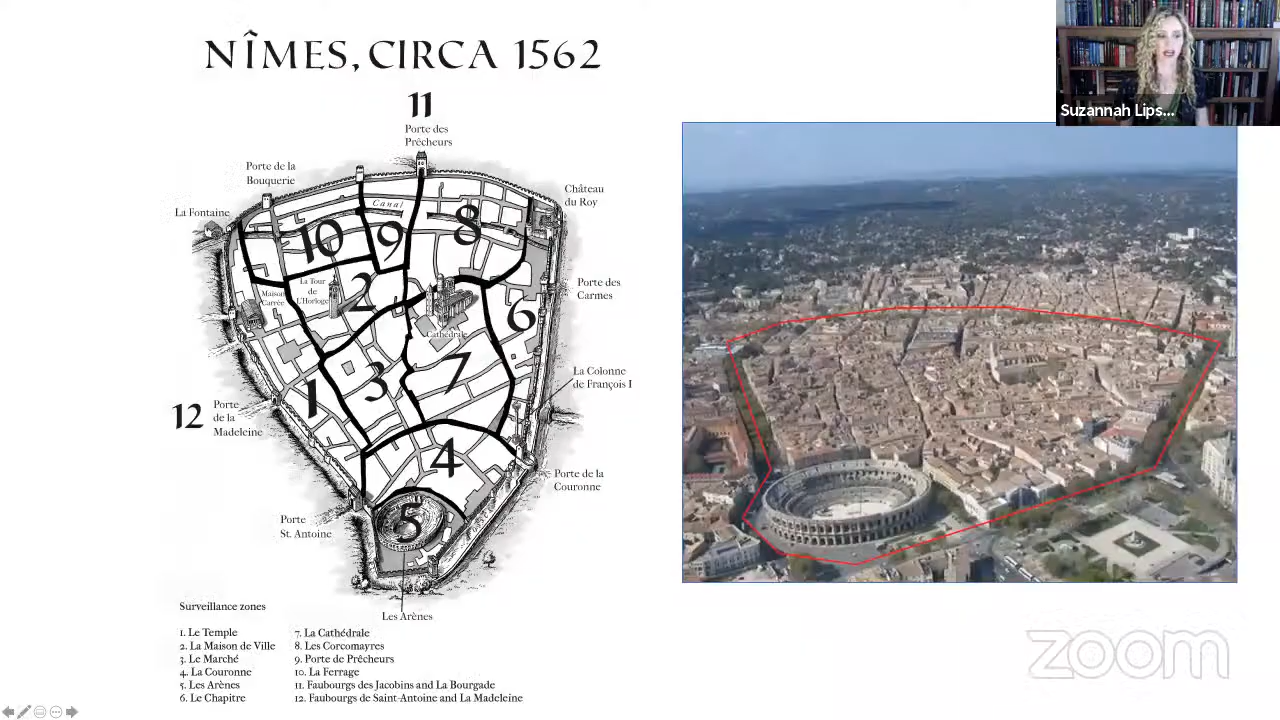 NÎMES, CIRCA 1562
11
Porte des
Prêcheurs
Porte de la
Bouquerie
Château
du Roy
La Fontaine
Canal
10
9
8
Porte des
Carmes
La Tour
de
L'Horloge
Maison
Carrée
2
6
Cathédrale
La Colonne
de François I
1
3
7
12
Porte
de la
Madeleine
4
Porte de la
Couronne
5
Porte
St. Antoine
Les Arènes
Surveillance zones
1. Le Temple
2. La Maison de Ville
3. Le Marché
4. La Couronne
5. Les Arènes
6. Le Chapitre
7. La Cathédrale
8. Les Corcomayres
9. Porte de Prêcheurs
10. La Ferrage
11. Faubourgs des Jacobins and La Bourgade
12. Faubourgs de Saint-Antoine and La Madeleine
Suzannah Lips...
zoom